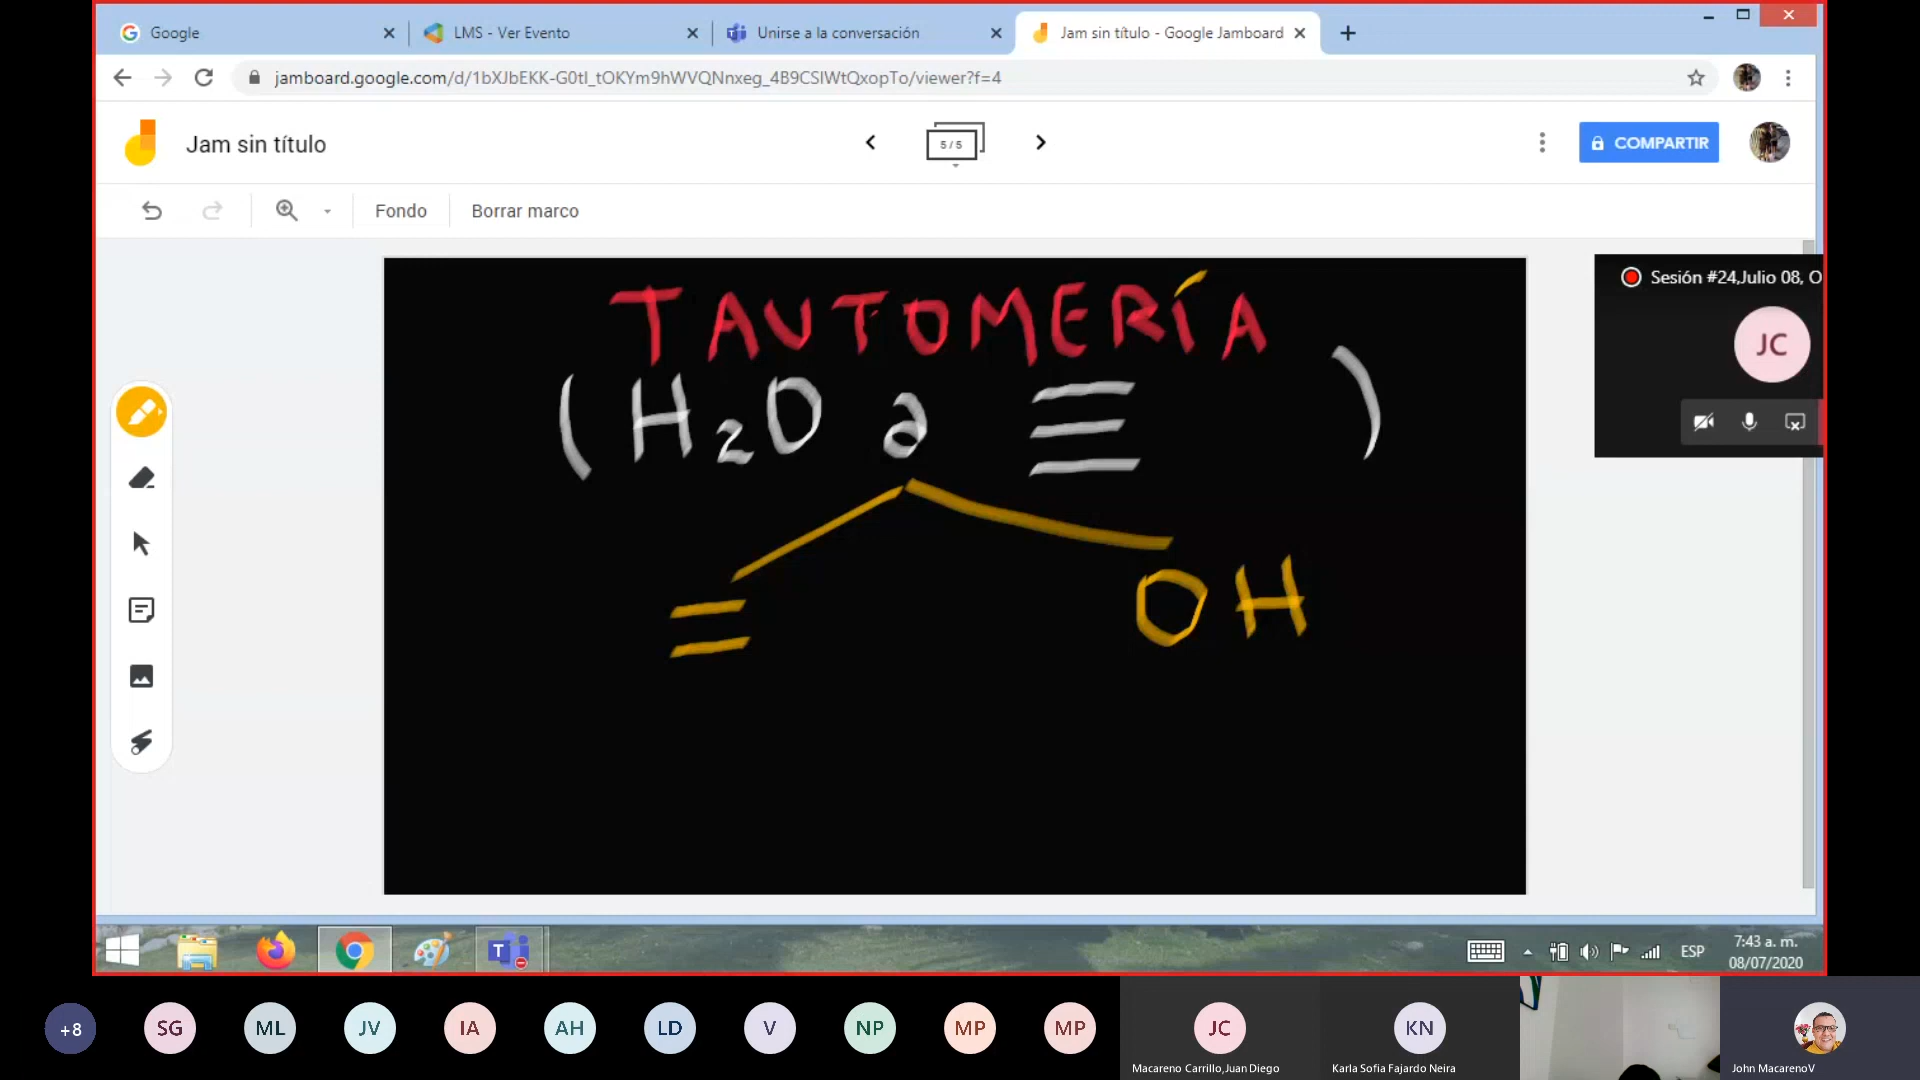 Google
LMS - Ver Evento
Unirse a la conversación
Jam sin título - Google Jamboard
jamboard.google.com/d/1bXJbEKK-G0tI_tOKYm9hWVQNnxeg_4B9CSIWtQxopTo/viewer?f=4
Jam sin título
5 / 5
COMPARTIR
Fondo
Borrar marco
Sesión #24,Julio 08, O
JC
TAUTOMERÍA
(H₂O a ≡ )
= OH
ESP
7:43 a. m.
08/07/2020
+8
SG
ML
JV
IA
AH
LD
V
NP
MP
MP
JC
KN
Macareno Carrillo,Juan Diego
Karla Sofia Fajardo Neira
John MacarenoV